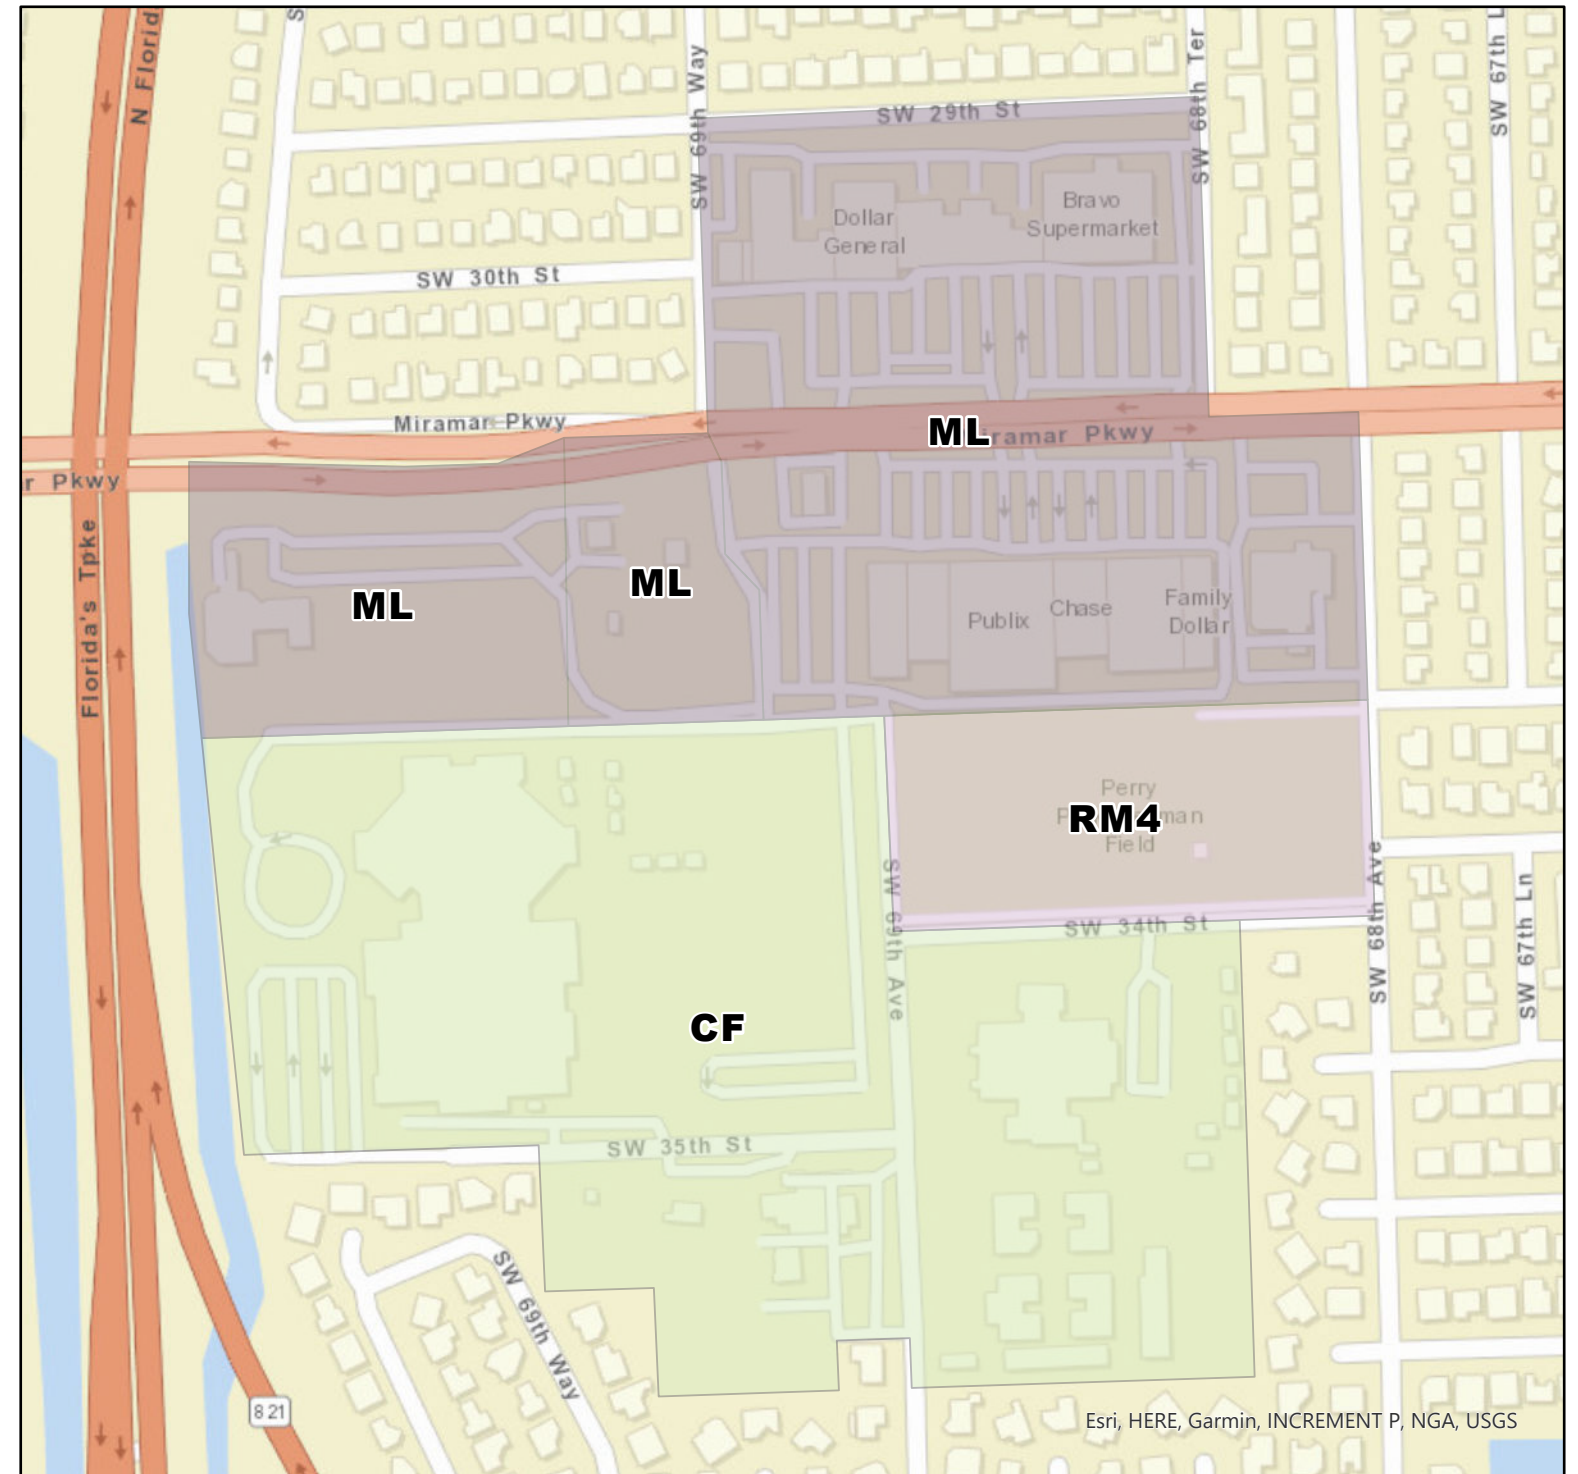 N Florid
SW 69th Way
SW 68th Ter
SW 67th L
SW 29th St
Dollar
General
Bravo
Supermarket
SW 30th St
Miramar Pkwy
ML
iramar Pkwy
r Pkwy
Florida's Tpke
ML
ML
Publix
Chase
Family
Dollar
Perry
RM4
man
Field
SW 69th Ave
SW 34th St
SW 68th Ave
SW 67th Ln
CF
SW 35th St
SW 69th Way
821
Esri, HERE, Garmin, INCREMENT P, NGA, USGS